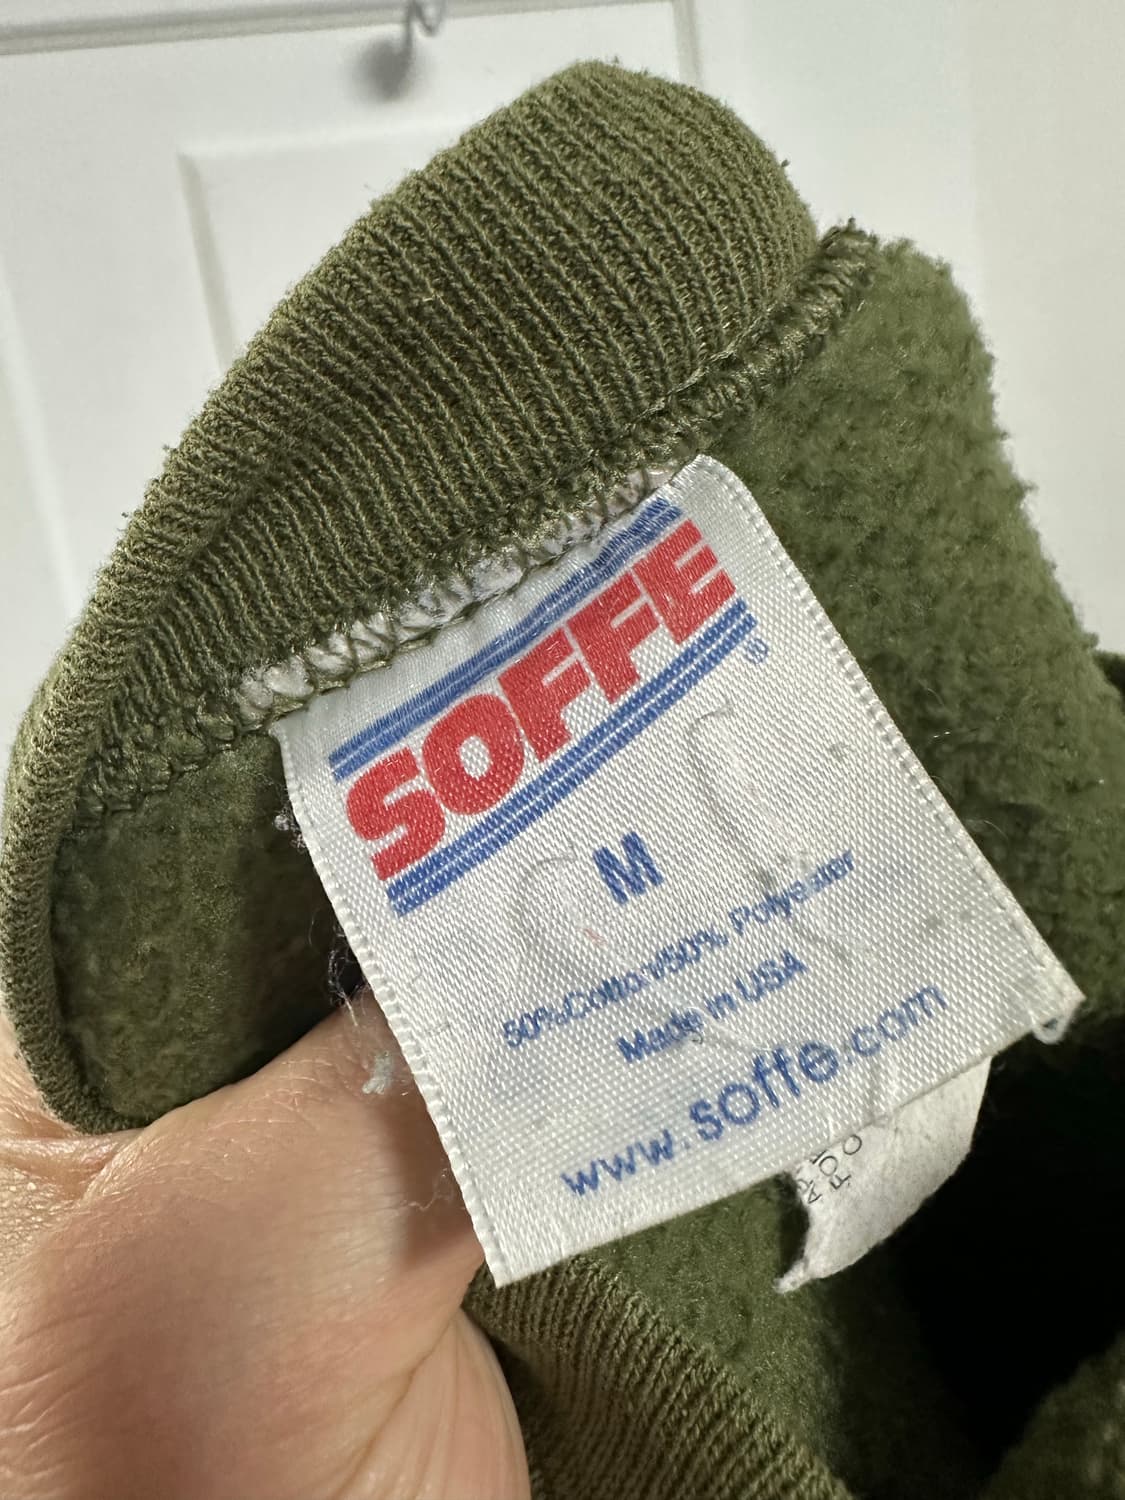 SOFFE®
M
50% Cotton/50% Polyester
Made in USA
www.soffe.com